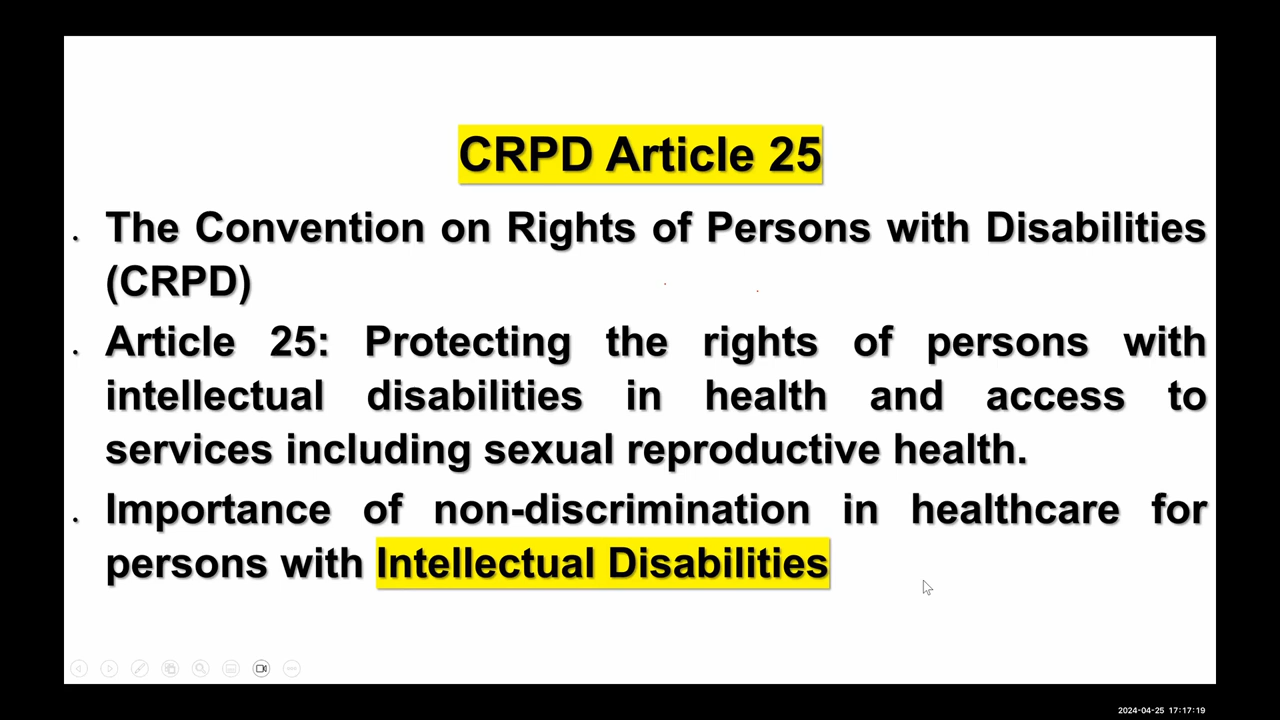 CRPD Article 25
. The Convention on Rights of Persons with Disabilities
(CRPD)
. Article 25: Protecting the rights of persons with
intellectual disabilities in health and access to
services including sexual reproductive health.
. Importance of non-discrimination in healthcare for
persons with Intellectual Disabilities
2024-04-25 17:17:19